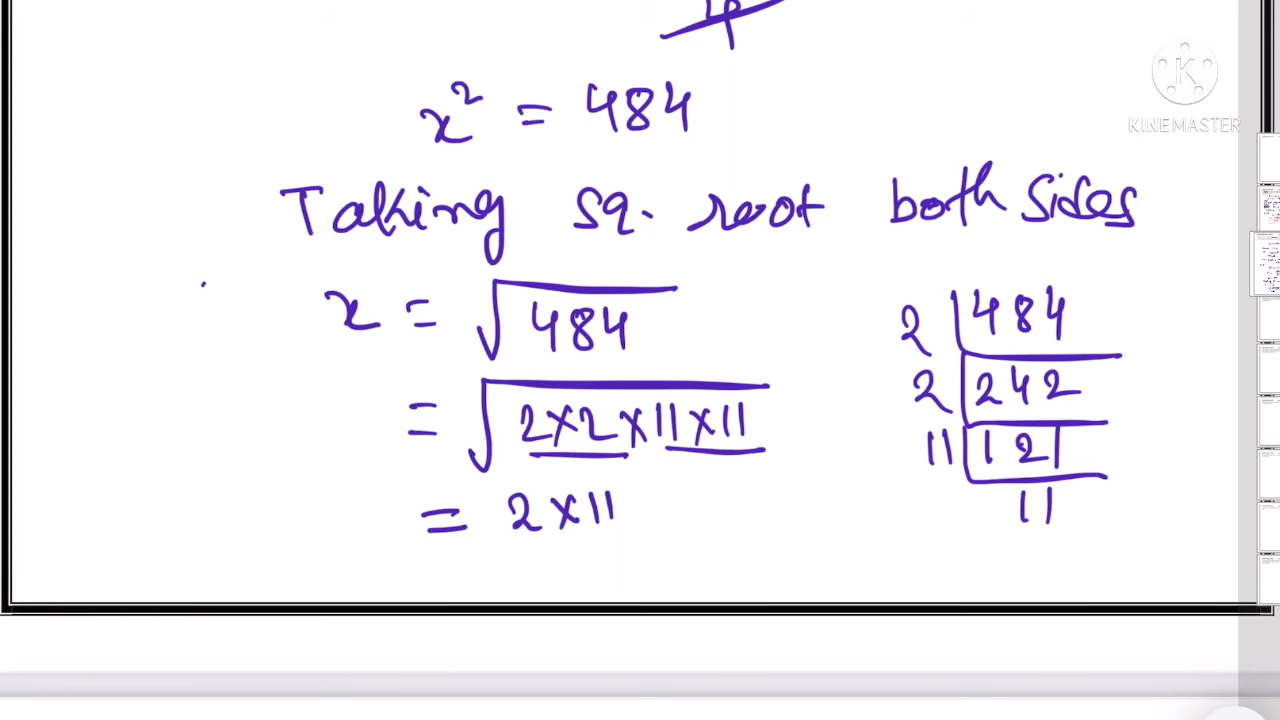 x² = 484
KINEMASTER
Taking sq. root both sides
x = √484
= √2×2×11×11
= 2×11
2 | 484
2 | 242
11 | 121
11